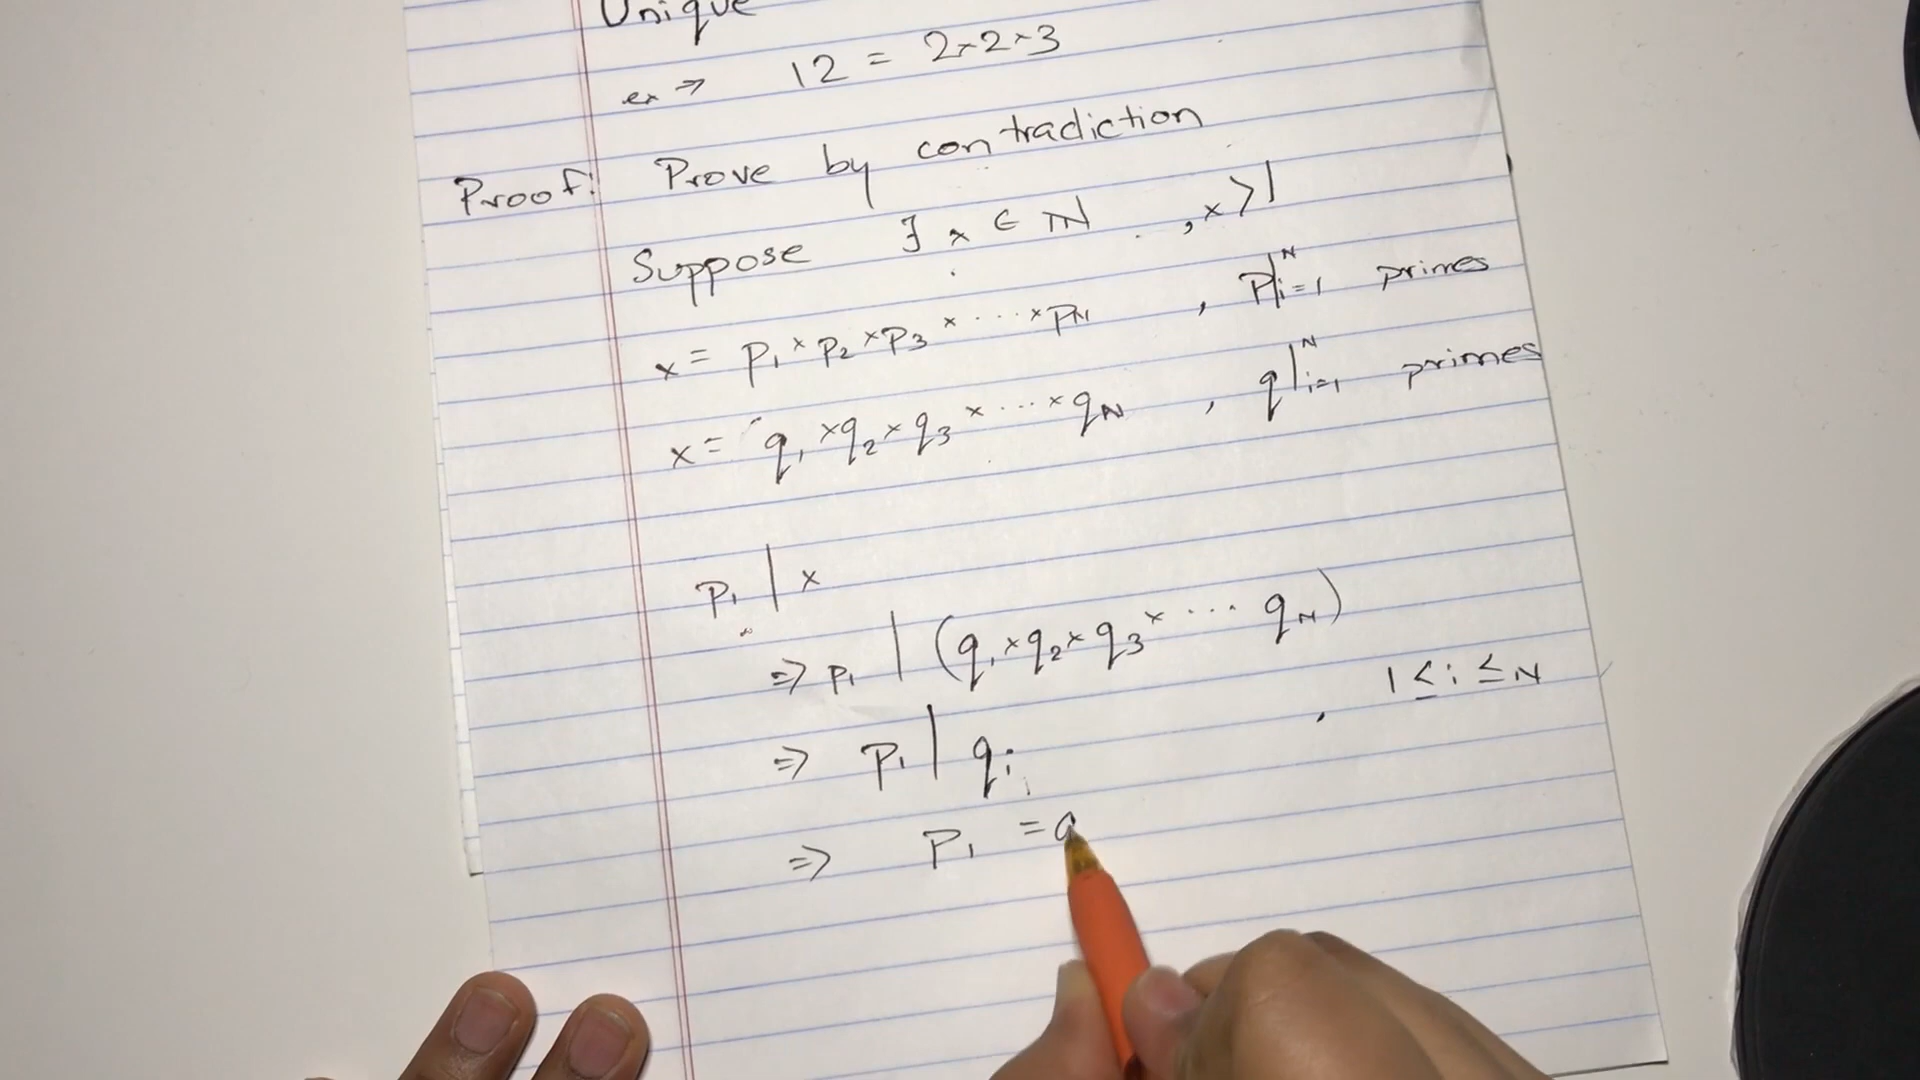 Unique
ex ⇒ 12 = 2×2×3
Proof: Prove by contradiction
Suppose ∃ x ∈ ℕ , x > 1
x = p₁ × p₂ × p₃ × ... × p_N , p|ᴺᵢ₌₁ primes
x = q₁ × q₂ × q₃ × ... × q_N , q|ᴺᵢ₌₁ primes
p₁ | x
⇒ p₁ | (q₁ × q₂ × q₃ × ... q_N)
⇒ p₁ | qᵢ , 1 ≤ i ≤ N
⇒ p₁ =